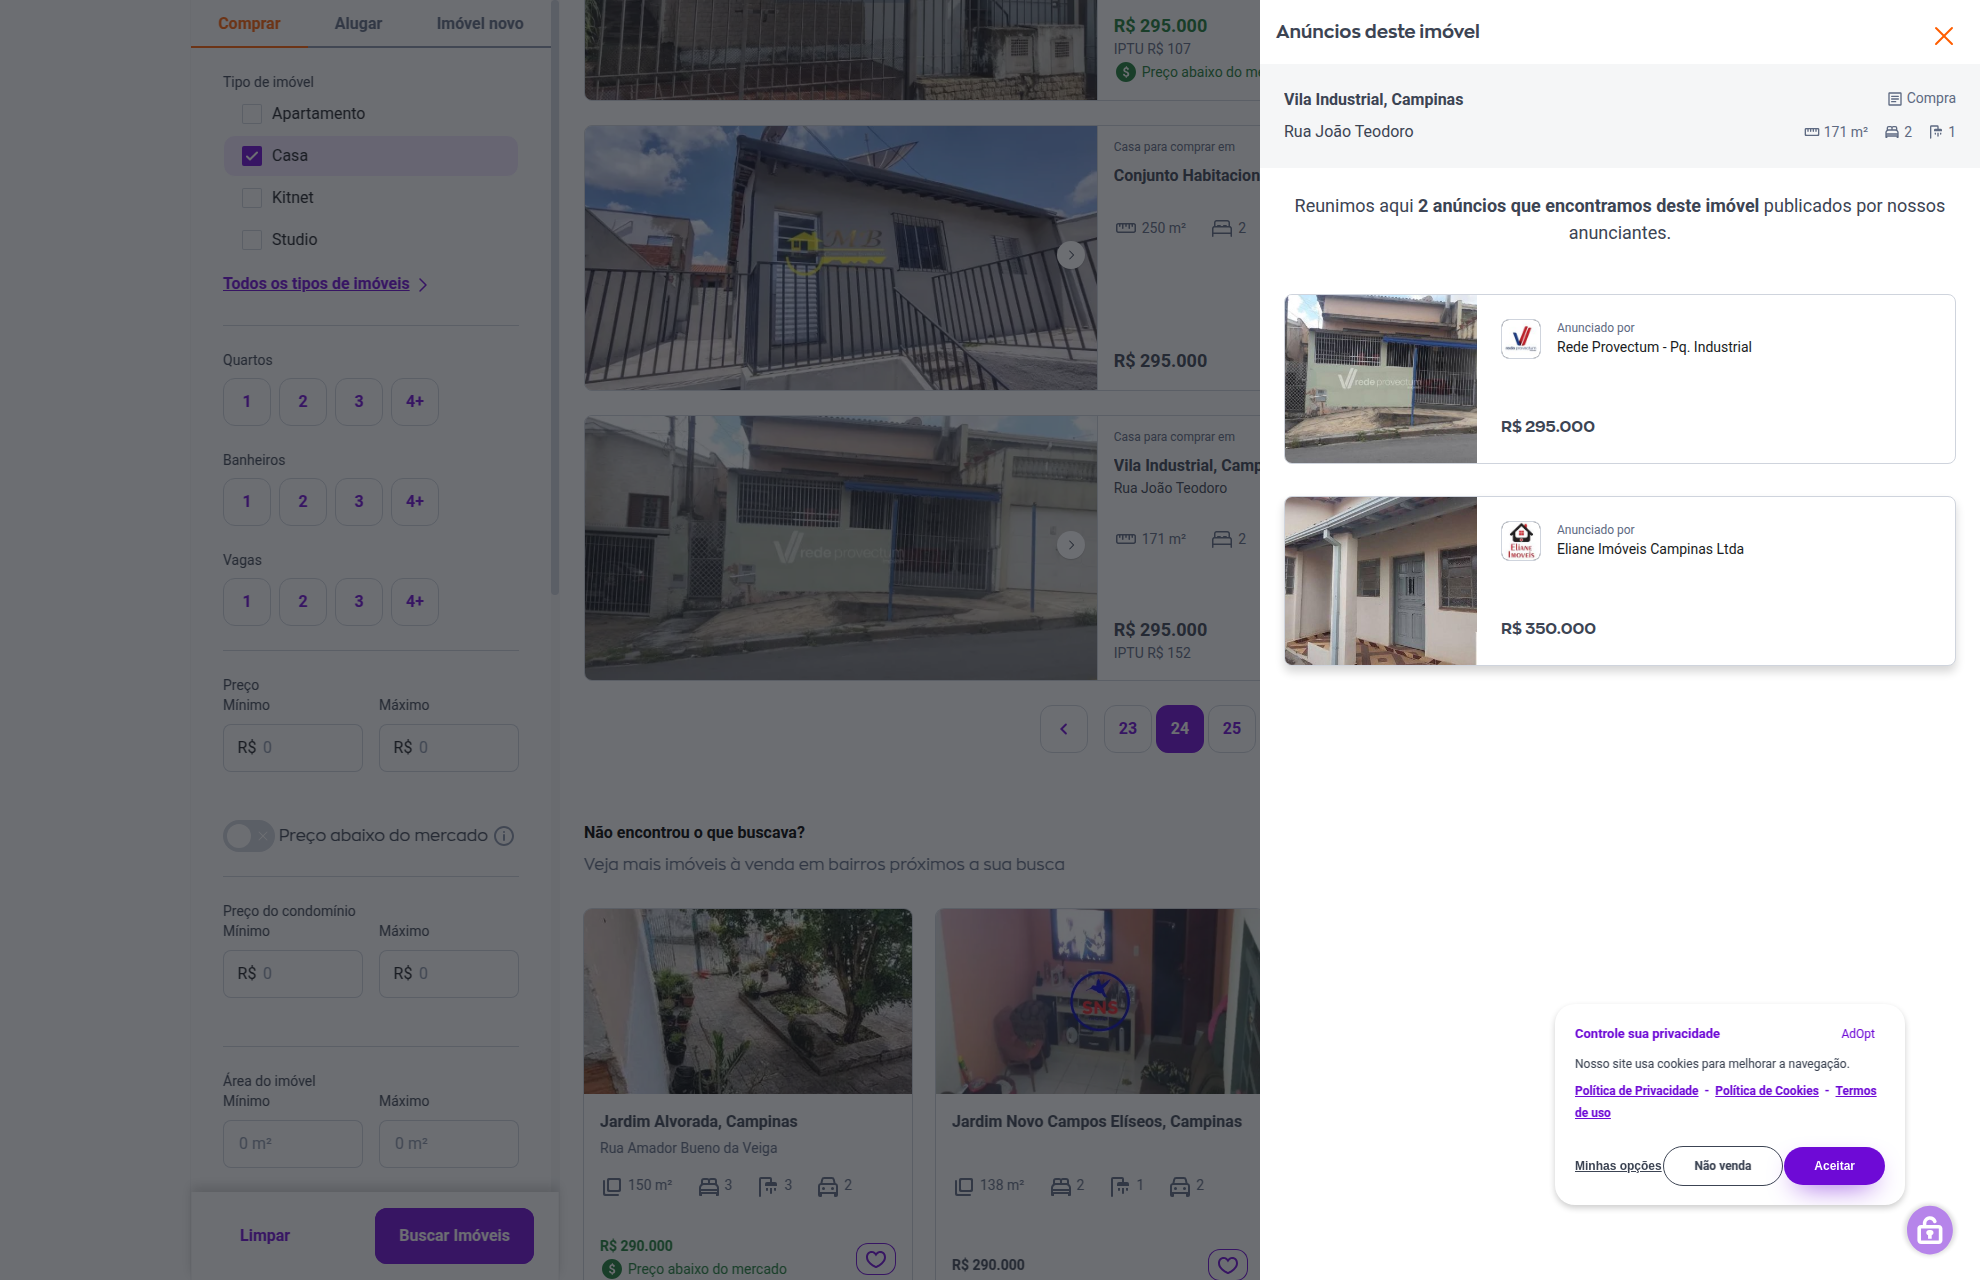 Comprar
Alugar
Imóvel novo
Tipo de imóvel
Apartamento
Casa
Kitnet
Studio
Todos os tipos de imóveis
Quartos
1
2
3
4+
Banheiros
1
2
3
4+
Vagas
1
2
3
4+
Preço
Mínimo
Máximo
R$ 0
R$ 0
Preço abaixo do mercado
Preço do condomínio
Mínimo
Máximo
R$ 0
R$ 0
Área do imóvel
Mínimo
Máximo
0 m²
0 m²
Limpar
Buscar Imóveis
R$ 295.000
IPTU R$ 107
Preço abaixo do me
MB
Casa para comprar em
Conjunto Habitacion
250 m²
2
R$ 295.000
rede provectum
Casa para comprar em
Vila Industrial, Camp
Rua João Teodoro
171 m²
2
R$ 295.000
IPTU R$ 152
23
24
25
Não encontrou o que buscava?
Veja mais imóveis à venda em bairros próximos a sua busca
Jardim Alvorada, Campinas
Rua Amador Bueno da Veiga
150 m²
3
3
2
R$ 290.000
Preço abaixo do mercado
SNS
Jardim Novo Campos Elíseos, Campinas
138 m²
2
1
2
R$ 290.000
Anúncios deste imóvel
Vila Industrial, Campinas
Compra
Rua João Teodoro
171 m²
2
1
Reunimos aqui 2 anúncios que encontramos deste imóvel publicados por nossos
anunciantes.
rede provectum
Anunciado por
Rede Provectum - Pq. Industrial
R$ 295.000
Eliane
Imóveis
Anunciado por
Eliane Imóveis Campinas Ltda
R$ 350.000
Controle sua privacidade
AdOpt
Nosso site usa cookies para melhorar a navegação.
Política de Privacidade - Política de Cookies - Termos
de uso
Minhas opções
Não venda
Aceitar